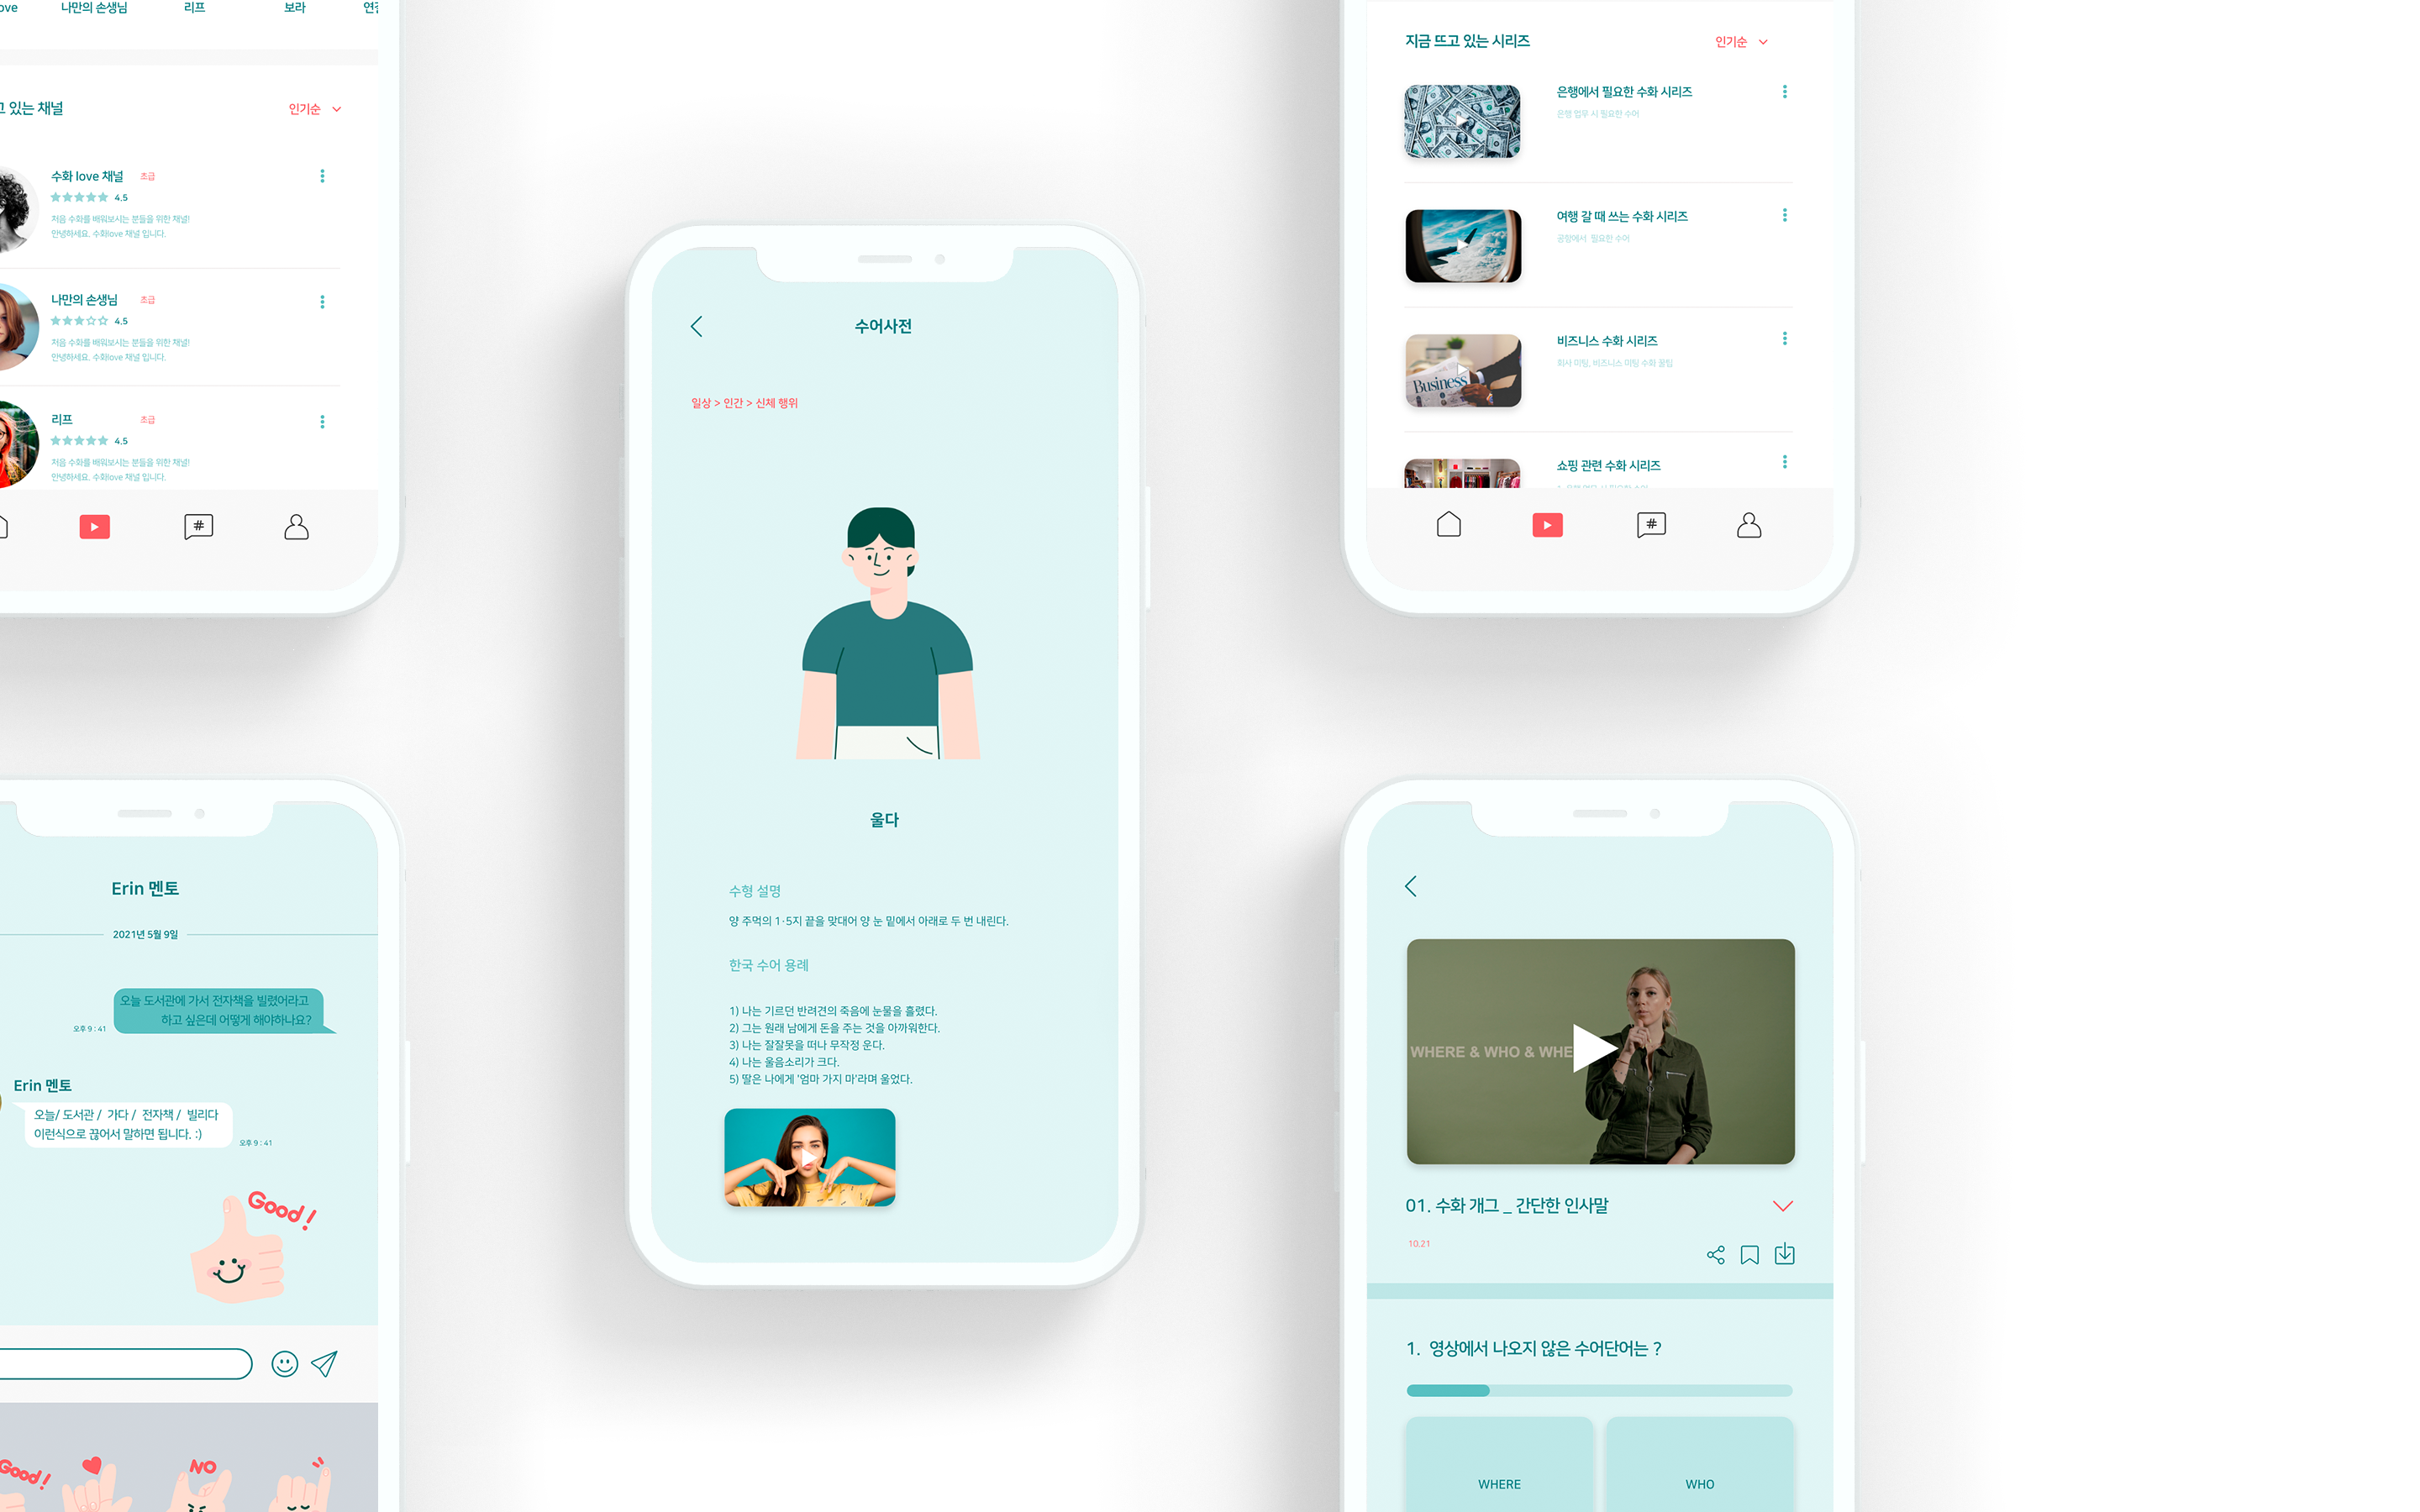 ove 나만의 손생님 리프 보라 연결
고 있는 채널 인기순
수화 love 채널 초급
4.5
처음 수화를 배워보시는 분들을 위한 채널!
안녕하세요. 수화love 채널 입니다.
나만의 손생님 초급
4.5
처음 수화를 배워보시는 분들을 위한 채널!
안녕하세요. 수화love 채널 입니다.
리프 초급
4.5
처음 수화를 배워보시는 분들을 위한 채널!
안녕하세요. 수화love 채널 입니다.
#
Erin 멘토
2021년 5월 9일
오늘 도서관에 가서 전자책을 빌렸어라고
하고 싶은데 어떻게 해야하나요?
오후 9 : 41
Erin 멘토
오늘/ 도서관 / 가다 / 전자책 / 빌리다
이런식으로 끊어서 말하면 됩니다. :)
오후 9 : 41
Good!
Good!
NO
수어사전
일상 > 인간 > 신체 행위
울다
수형 설명
양 주먹의 1·5지 끝을 맞대어 양 눈 밑에서 아래로 두 번 내린다.
한국 수어 용례
1) 나는 기르던 반려견의 죽음에 눈물을 흘렸다.
2) 그는 원래 남에게 돈을 주는 것을 아까워한다.
3) 나는 잘잘못을 떠나 무작정 운다.
4) 나는 울음소리가 크다.
5) 딸은 나에게 '엄마 가지 마'라며 울었다.
지금 뜨고 있는 시리즈 인기순
은행에서 필요한 수화 시리즈
은행 업무 시 필요한 수어
여행 갈 때 쓰는 수화 시리즈
공항에서 필요한 수어
비즈니스 수화 시리즈
회사 미팅, 비즈니스 미팅 수화 꿀팁
Business
쇼핑 관련 수화 시리즈
#
WHERE & WHO & WHE
01. 수화 개그 _ 간단한 인사말
10.21
1. 영상에서 나오지 않은 수어단어는 ?
WHERE WHO